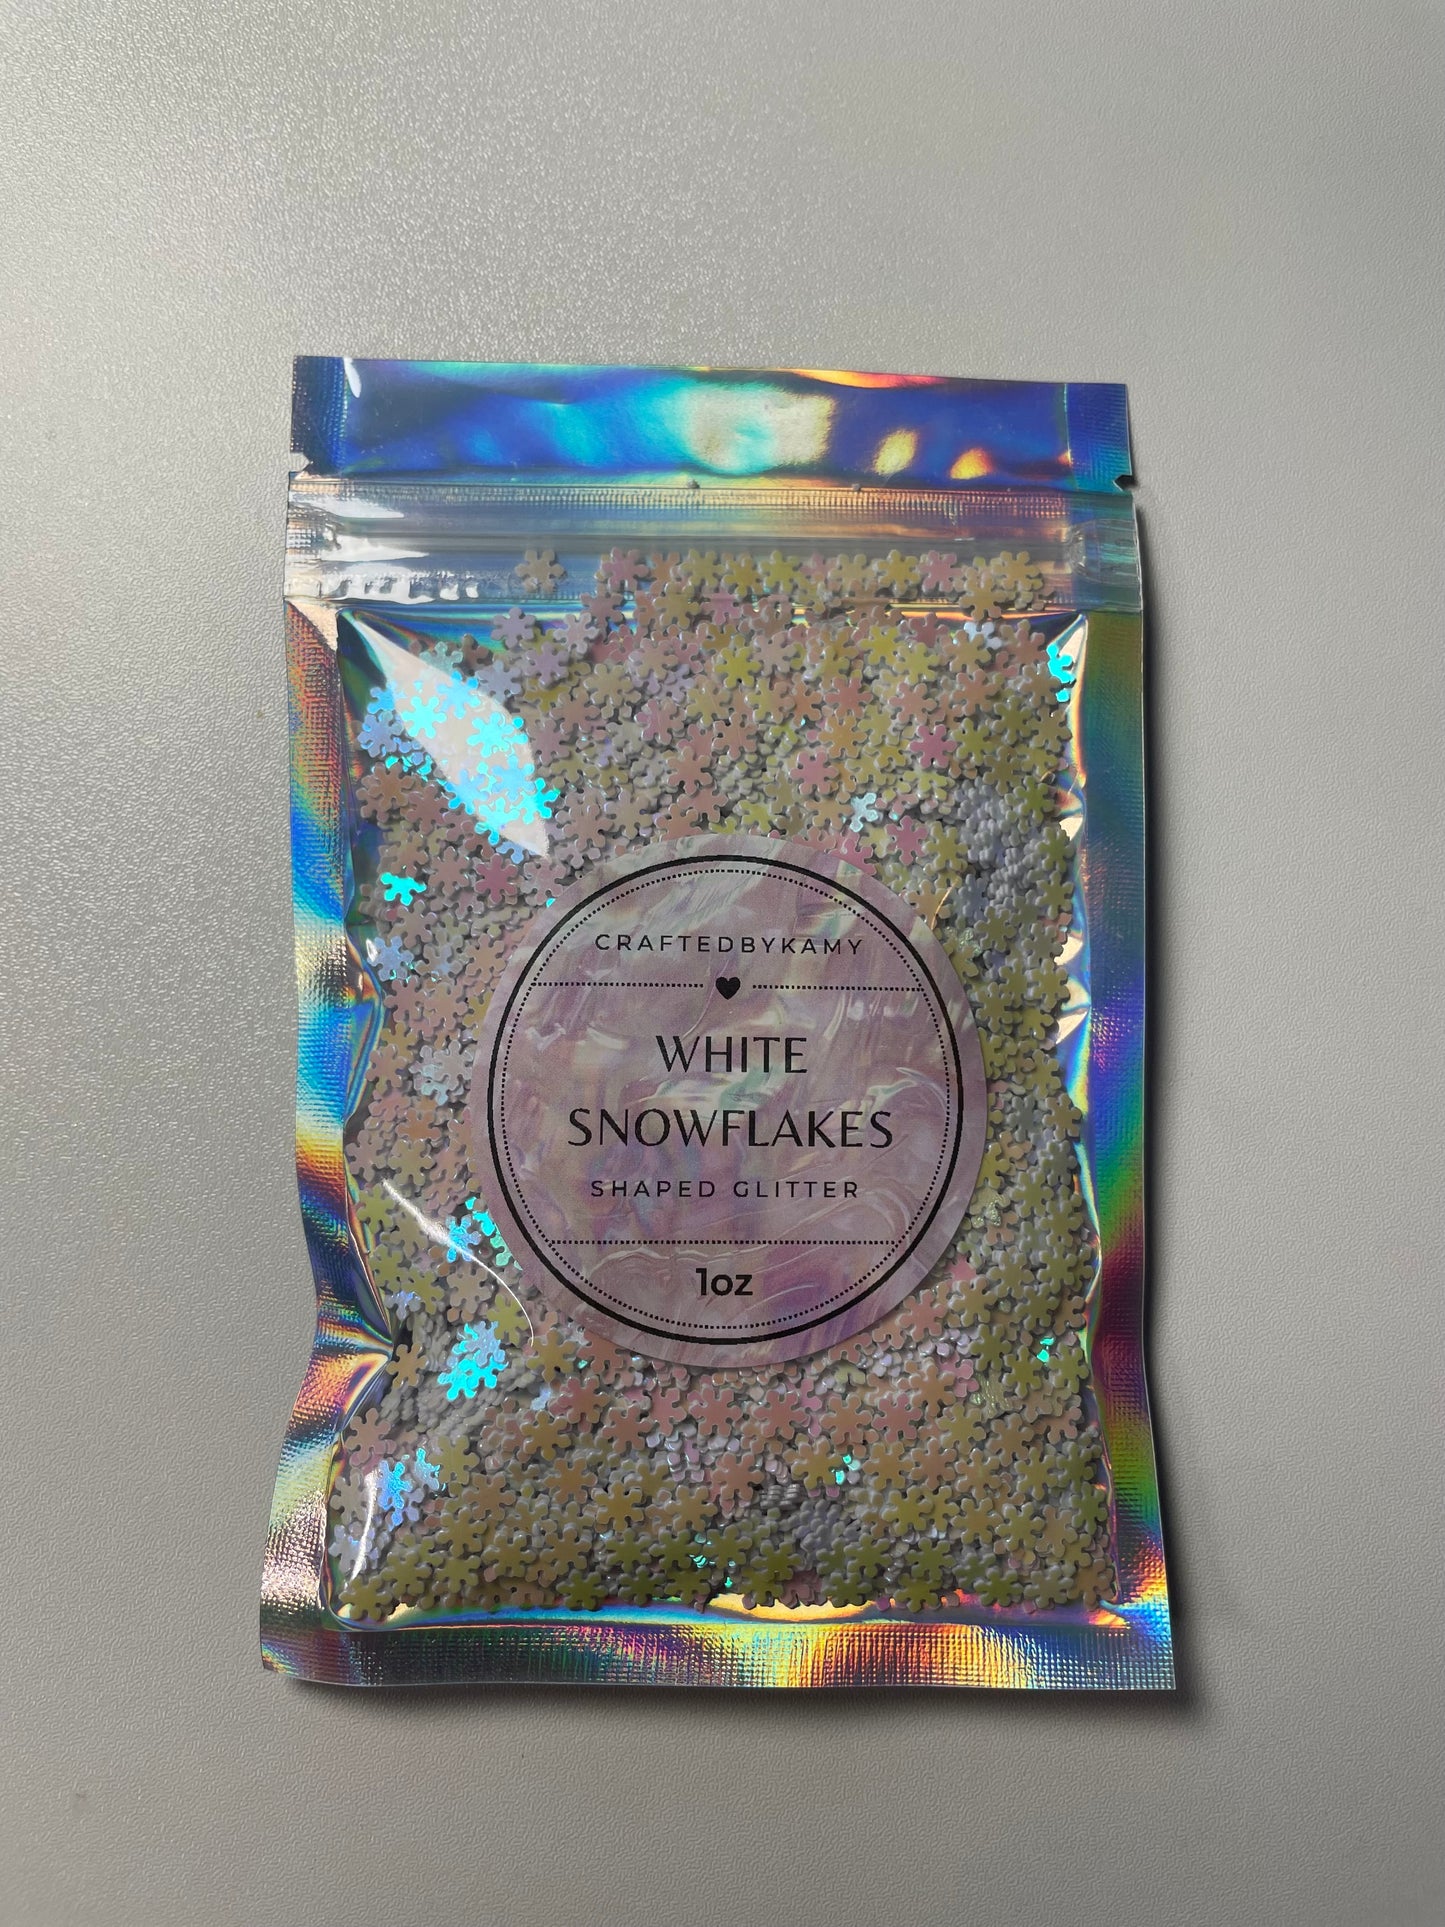 CRAFTEDBYKAMY
WHITE
SNOWFLAKES
SHAPED GLITTER
1oz